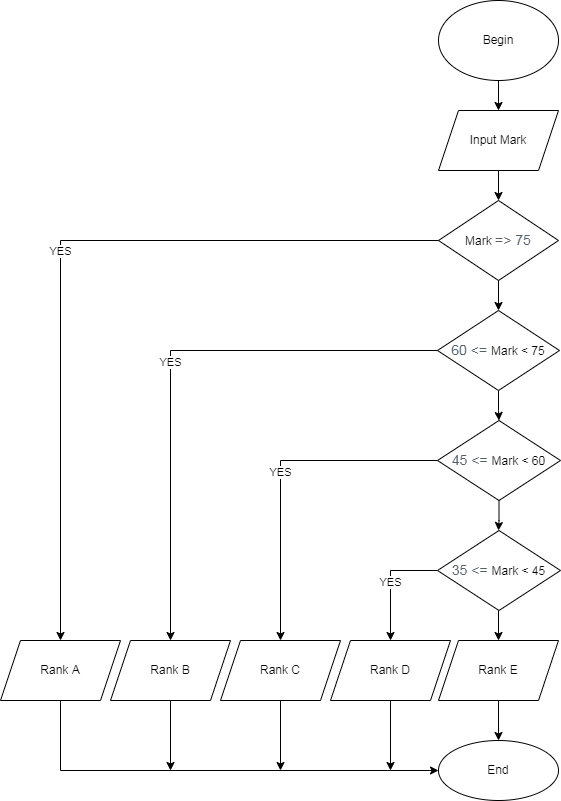 Begin
Input Mark
Mark => 75
YES
60 <= Mark < 75
YES
45 <= Mark < 60
YES
35 <= Mark < 45
YES
Rank A
Rank B
Rank C
Rank D
Rank E
End